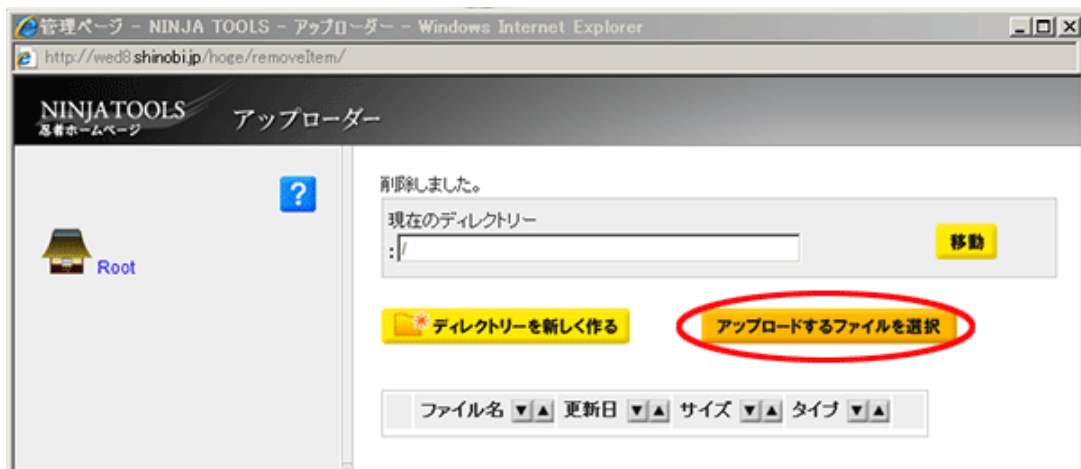 管理ページ - NINJA TOOLS - アップローダー - Windows Internet Explorer
http://wed8.shinobi.jp/hoge/removeItem/
NINJA TOOLS
忍者ホームページ
アップローダー
?
Root
削除しました。
現在のディレクトリー
:/
移動
ディレクトリーを新しく作る
アップロードするファイルを選択
ファイル名 ▼ ▲ 更新日 ▼ ▲ サイズ ▼ ▲ タイプ ▼ ▲